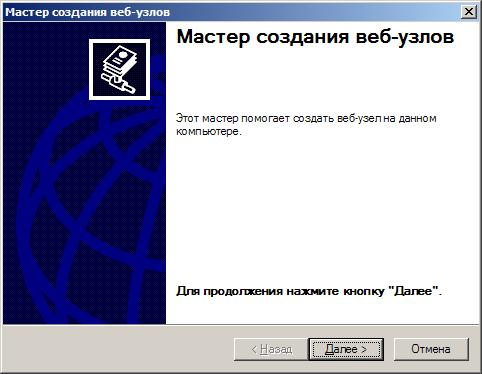 Мастер создания веб-узлов
Мастер создания веб-узлов
Этот мастер помогает создать веб-узел на данном
компьютере.
Для продолжения нажмите кнопку "Далее".
< Назад
Далее >
Отмена